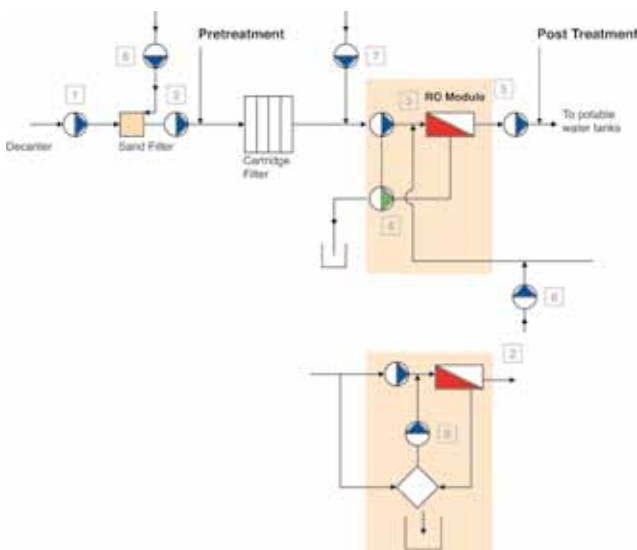 Pretreatment
Post Treatment
6
7
1
2
3
RO Module
5
Decanter
Sand Filter
Cartridge
Filter
To potable
water tanks
4
8
2
9